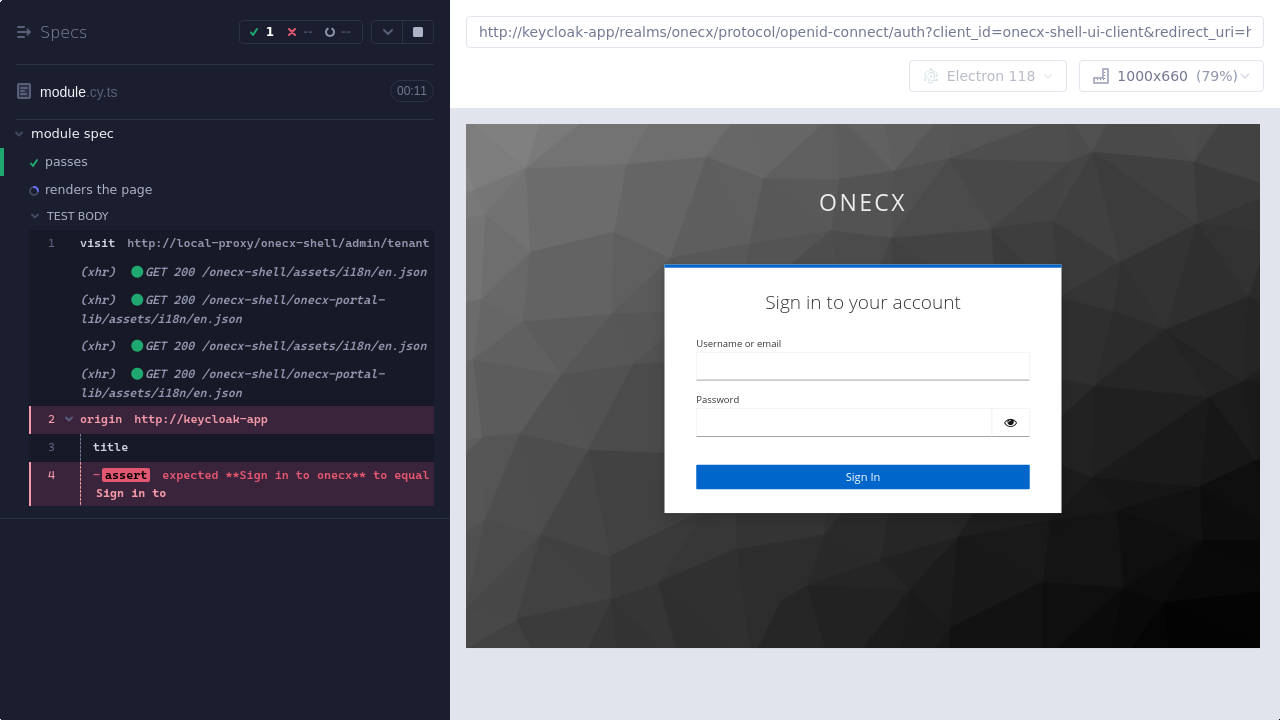 Specs
1 -- --
module.cy.ts 00:11
module spec
passes
renders the page
TEST BODY
1 visit http://local-proxy/onecx-shell/admin/tenant
(xhr) GET 200 /onecx-shell/assets/i18n/en.json
(xhr) GET 200 /onecx-shell/onecx-portal-
lib/assets/i18n/en.json
(xhr) GET 200 /onecx-shell/assets/i18n/en.json
(xhr) GET 200 /onecx-shell/onecx-portal-
lib/assets/i18n/en.json
2 origin http://keycloak-app
3 title
4 -assert expected **Sign in to onecx** to equal
Sign in to
http://keycloak-app/realms/onecx/protocol/openid-connect/auth?client_id=onecx-shell-ui-client&redirect_uri=h
Electron 118
1000x660 (79%)
ONECX
Sign in to your account
Username or email
Password
Sign In